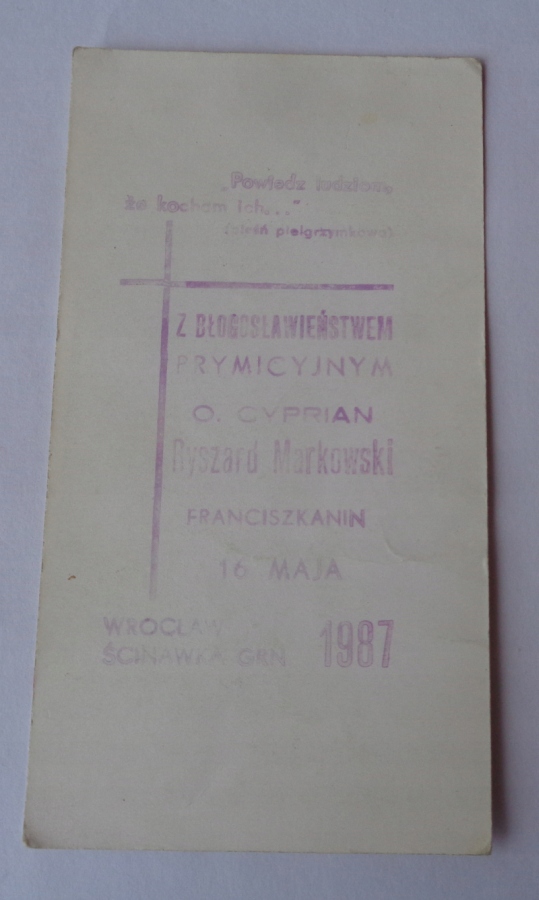 „Powiedz ludziom,
że kocham ich..."
(pieśń pielgrzymkowa)
Z BŁOGOSŁAWIEŃSTWEM
PRYMICYJNYM
O. CYPRIAN
Ryszard Markowski
FRANCISZKANIN
16 MAJA
WROCŁAW
ŚCINAWKA GRN 1987